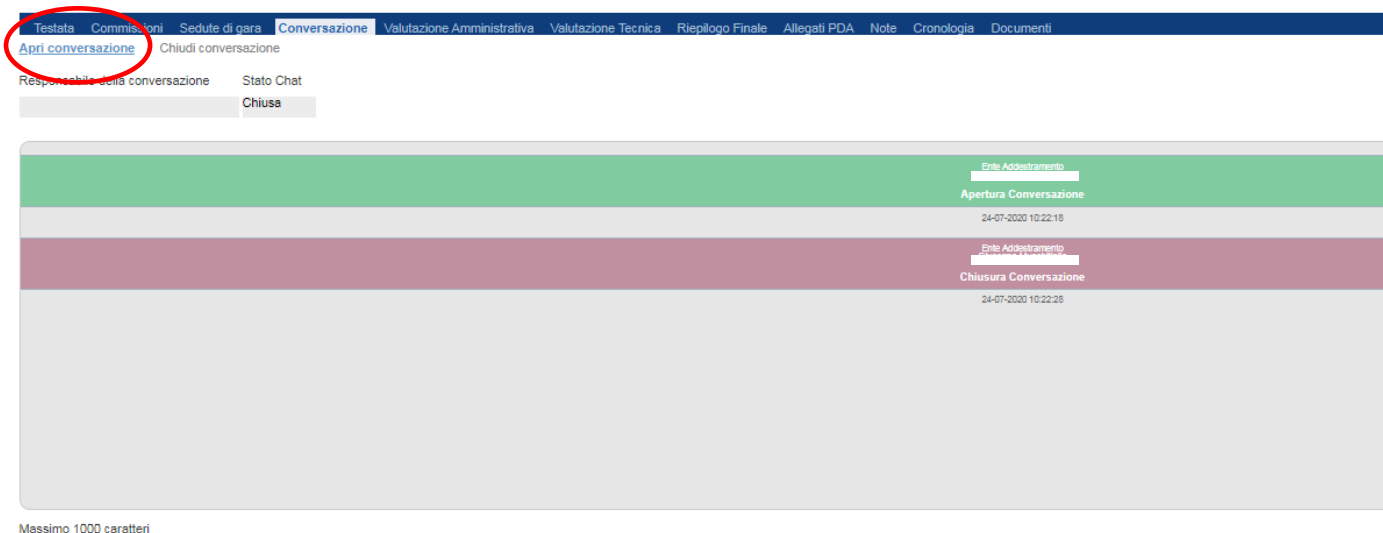 Testata Commissioni Sedute di gara Conversazione Valutazione Amministrativa Valutazione Tecnica Riepilogo Finale Allegati PDA Note Cronologia Documenti
Apri conversazione Chiudi conversazione
Responsabile della conversazione Stato Chat
Chiusa
Ente Addestramento
Apertura Conversazione
24-07-2020 10:22:18
Ente Addestramento
Chiusura Conversazione
24-07-2020 10:22:28
Massimo 1000 caratteri